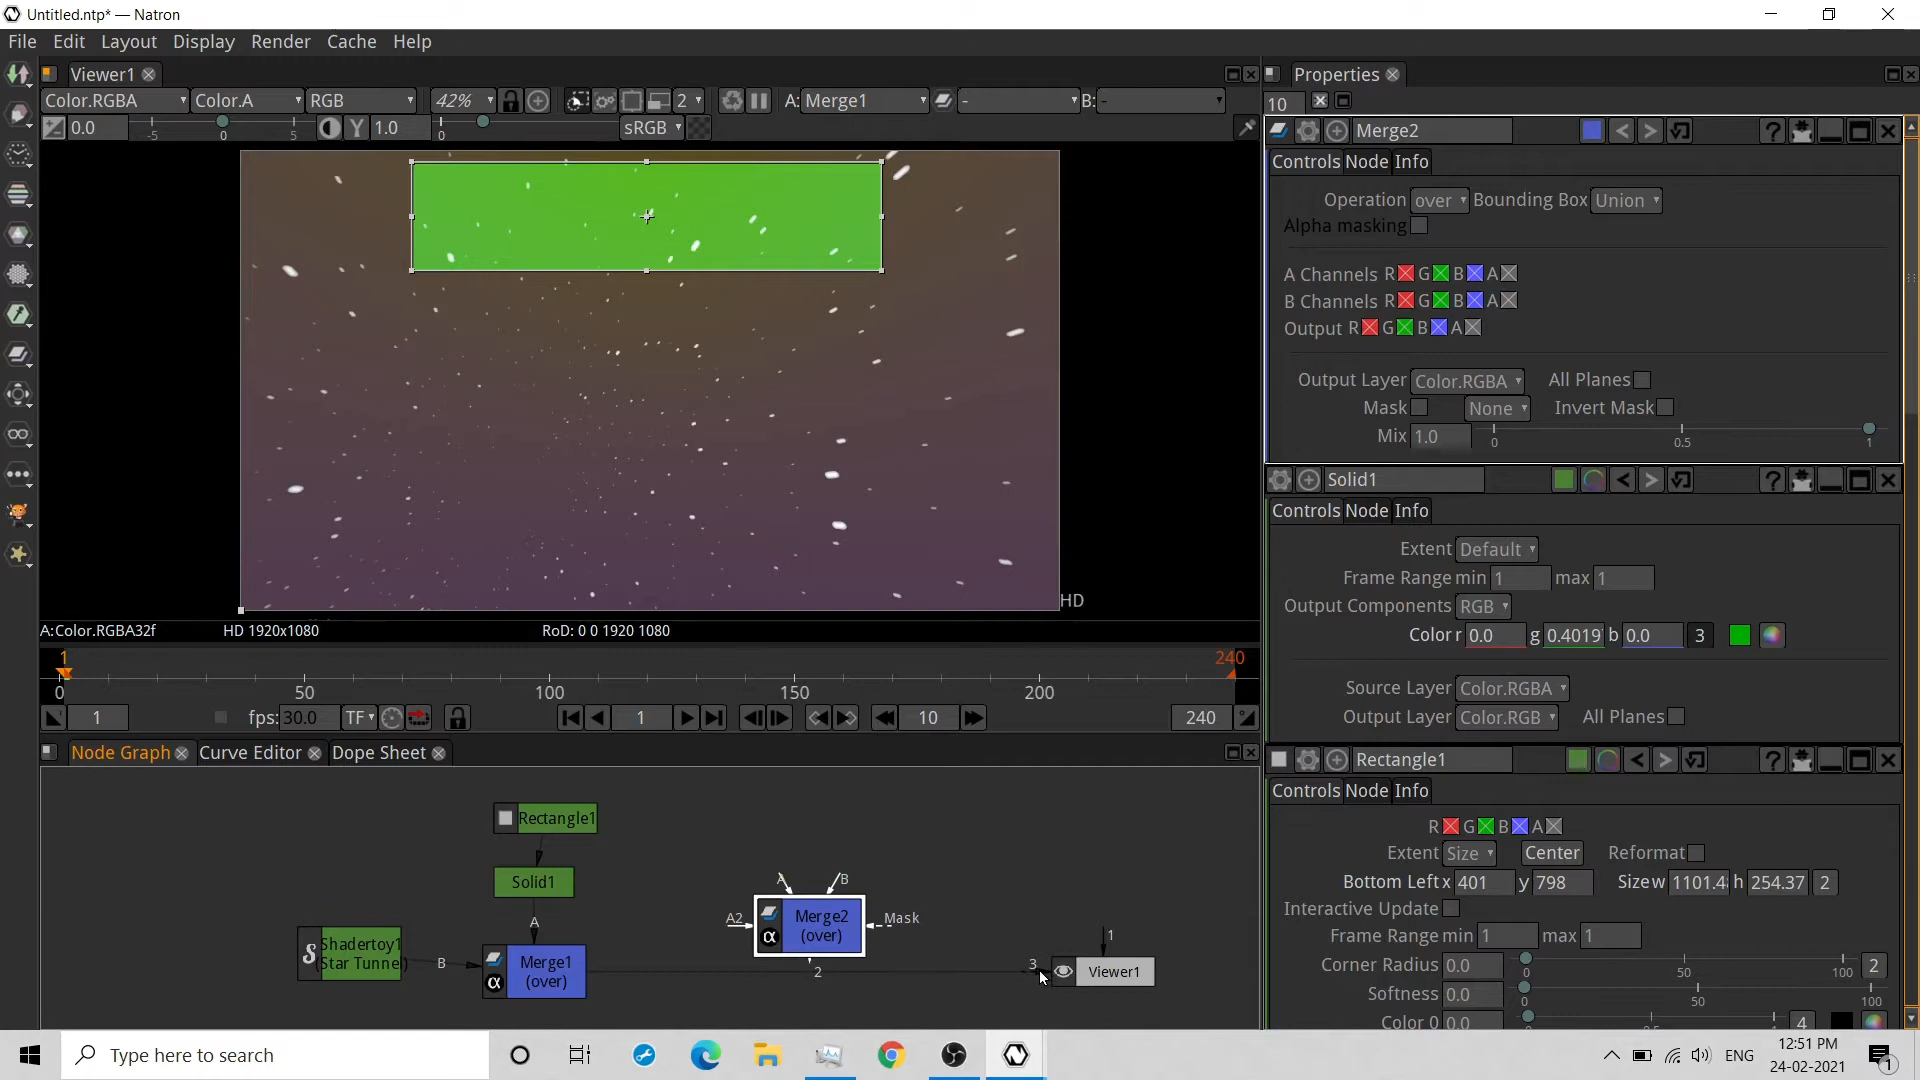 Untitled.ntp* — Natron
File Edit Layout Display Render Cache Help
Viewer1
Color.RGBA Color.A RGB 42% 2 A: Merge1 - B: -
0.0 -5 0 5 Y 1.0 0 sRGB
HD
A:Color.RGBA32f HD 1920x1080 RoD: 0 0 1920 1080
1 240
0 50 100 150 200
1 fps: 30.0 TF 1 10 240
Node Graph Curve Editor Dope Sheet
Rectangle1
Solid1
A
Shadertoy1
(Star Tunnel)
B
Merge1
(over)
A B
A2
Merge2
(over)
Mask
2
1
3
Viewer1
Properties
10
Merge2
?
Controls Node Info
Operation over Bounding Box Union
Alpha masking
A Channels R G B A
B Channels R G B A
Output R G B A
Output Layer Color.RGBA All Planes
Mask None Invert Mask
Mix 1.0 0 0.5 1
Solid1
?
Controls Node Info
Extent Default
Frame Range min 1 max 1
Output Components RGB
Color r 0.0 g 0.4019 b 0.0 3
Source Layer Color.RGBA
Output Layer Color.RGB All Planes
Rectangle1
?
Controls Node Info
R G B A
Extent Size Center Reformat
Bottom Left x 401 y 798 Size w 1101.4 h 254.37 2
Interactive Update
Frame Range min 1 max 1
Corner Radius 0.0 0 50 100 2
Softness 0.0 0 50 100
Color 0 0.0 0 0.5 1 4
Type here to search
ENG
12:51 PM
24-02-2021
1